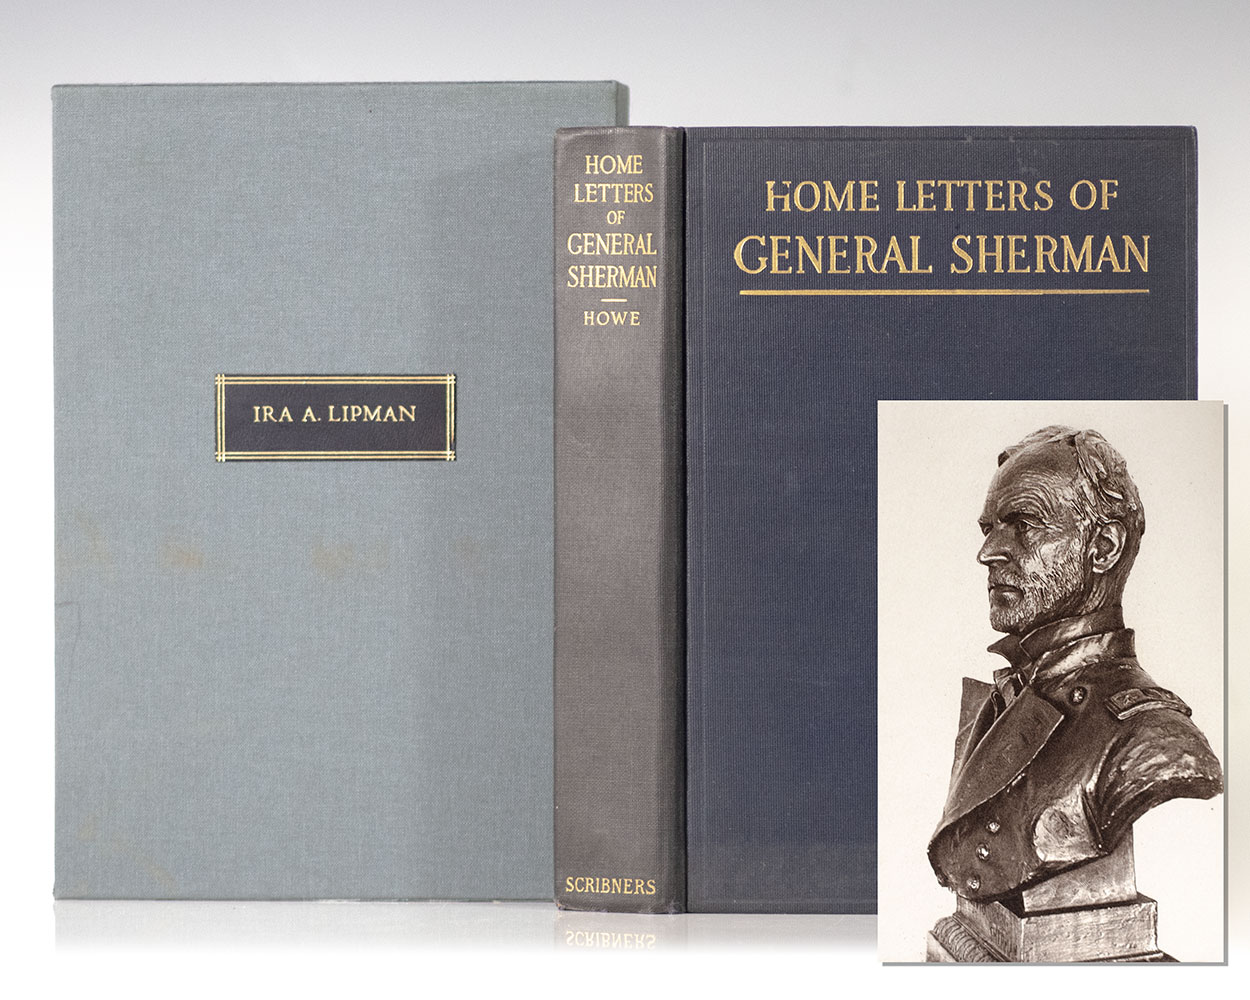 IRA A. LIPMAN
HOME
LETTERS
OF
GENERAL
SHERMAN
HOWE
SCRIBNERS
HOME LETTERS OF
GENERAL SHERMAN